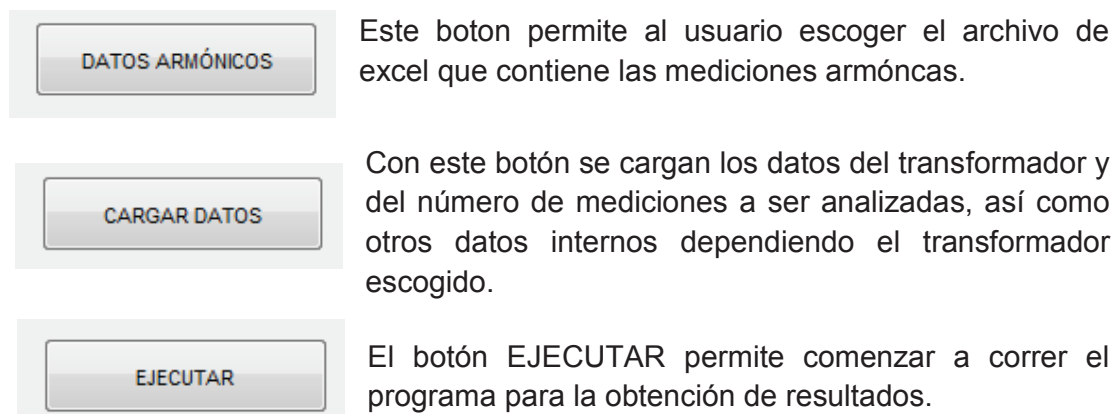 DATOS ARMÓNICOS
Este boton permite al usuario escoger el archivo de
excel que contiene las mediciones armóncas.
CARGAR DATOS
Con este botón se cargan los datos del transformador y
del número de mediciones a ser analizadas, así como
otros datos internos dependiendo el transformador
escogido.
EJECUTAR
El botón EJECUTAR permite comenzar a correr el
programa para la obtención de resultados.